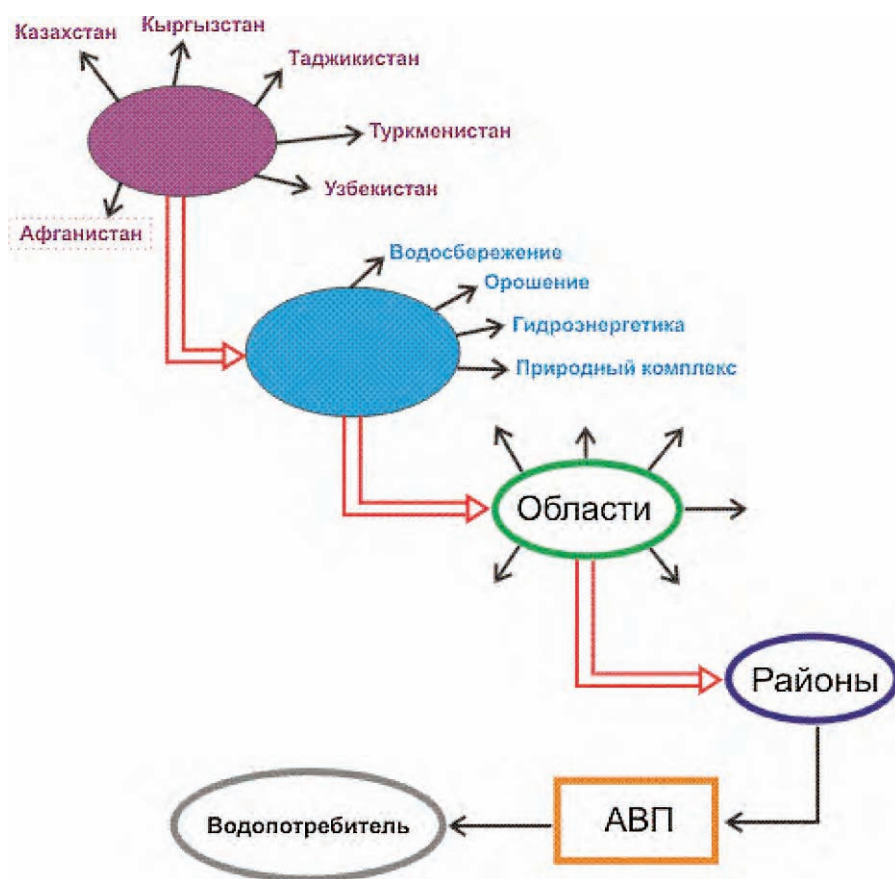 Казахстан
Кыргызстан
Таджикистан
Туркменистан
Узбекистан
Афганистан
Водосбережение
Орошение
Гидроэнергетика
Природный комплекс
Области
Районы
АВП
Водопотребитель